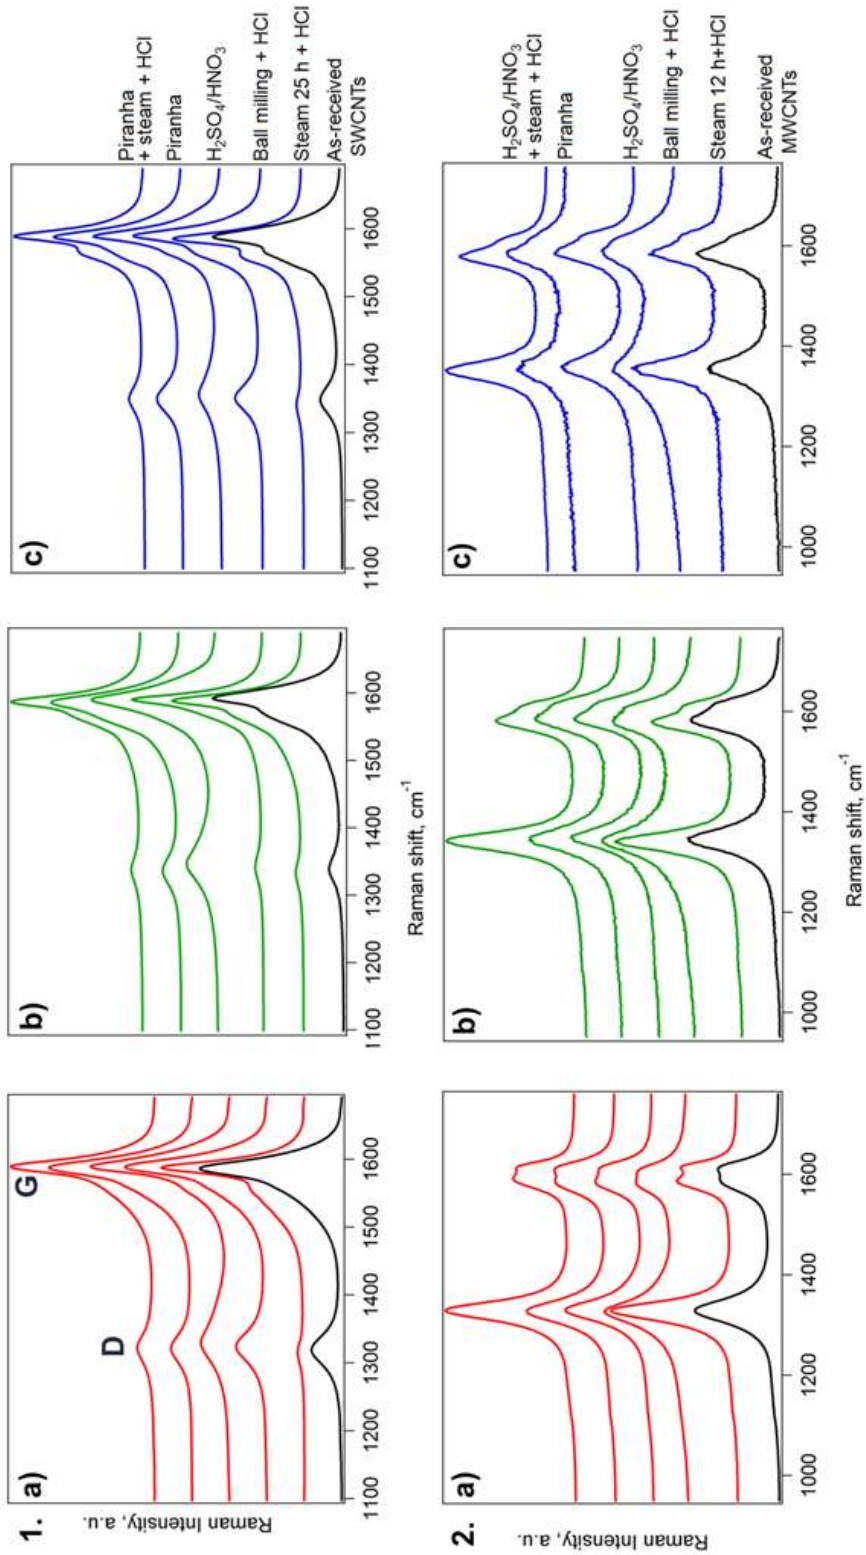 1.
a)
G
D
Raman Intensity, a.u.
1100 1200 1300 1400 1500 1600
b)
1100 1200 1300 1400 1500 1600
Raman shift, cm⁻¹
c)
1100 1200 1300 1400 1500 1600
Piranha
+ steam + HCl
Piranha
H₂SO₄/HNO₃
Ball milling + HCl
Steam 25 h + HCl
As-received
SWCNTs
2.
a)
Raman Intensity, a.u.
1000 1200 1400 1600
b)
1000 1200 1400 1600
Raman shift, cm⁻¹
c)
1000 1200 1400 1600
H₂SO₄/HNO₃
+ steam + HCl
Piranha
H₂SO₄/HNO₃
Ball milling + HCl
Steam 12 h+HCl
As-received
MWCNTs